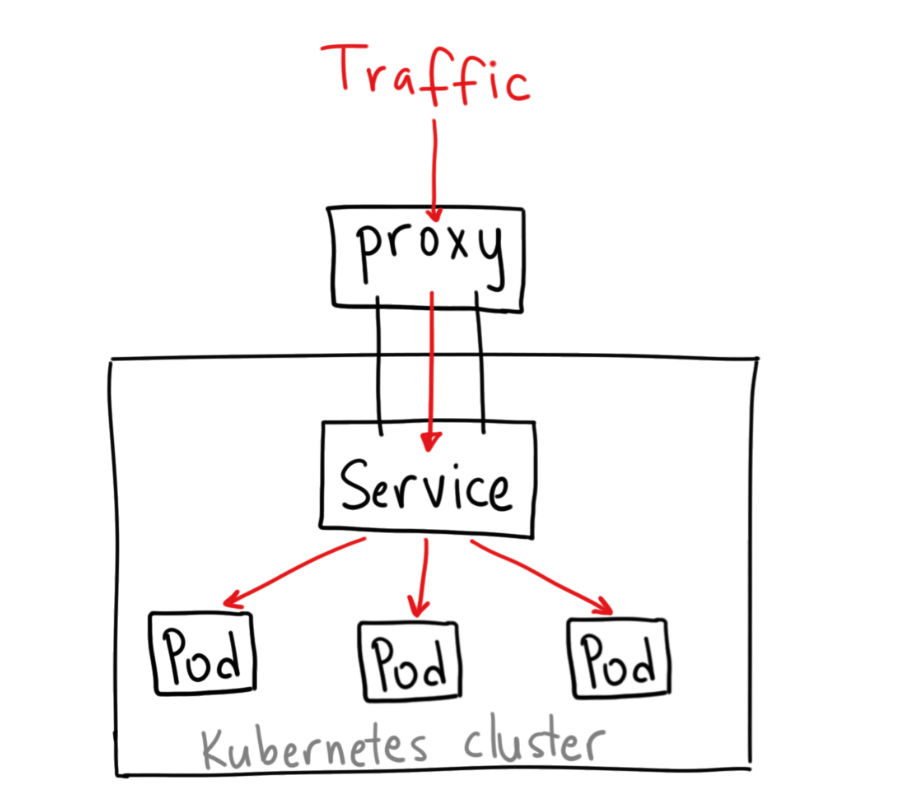 Traffic
proxy
Service
Pod
Pod
Pod
Kubernetes cluster